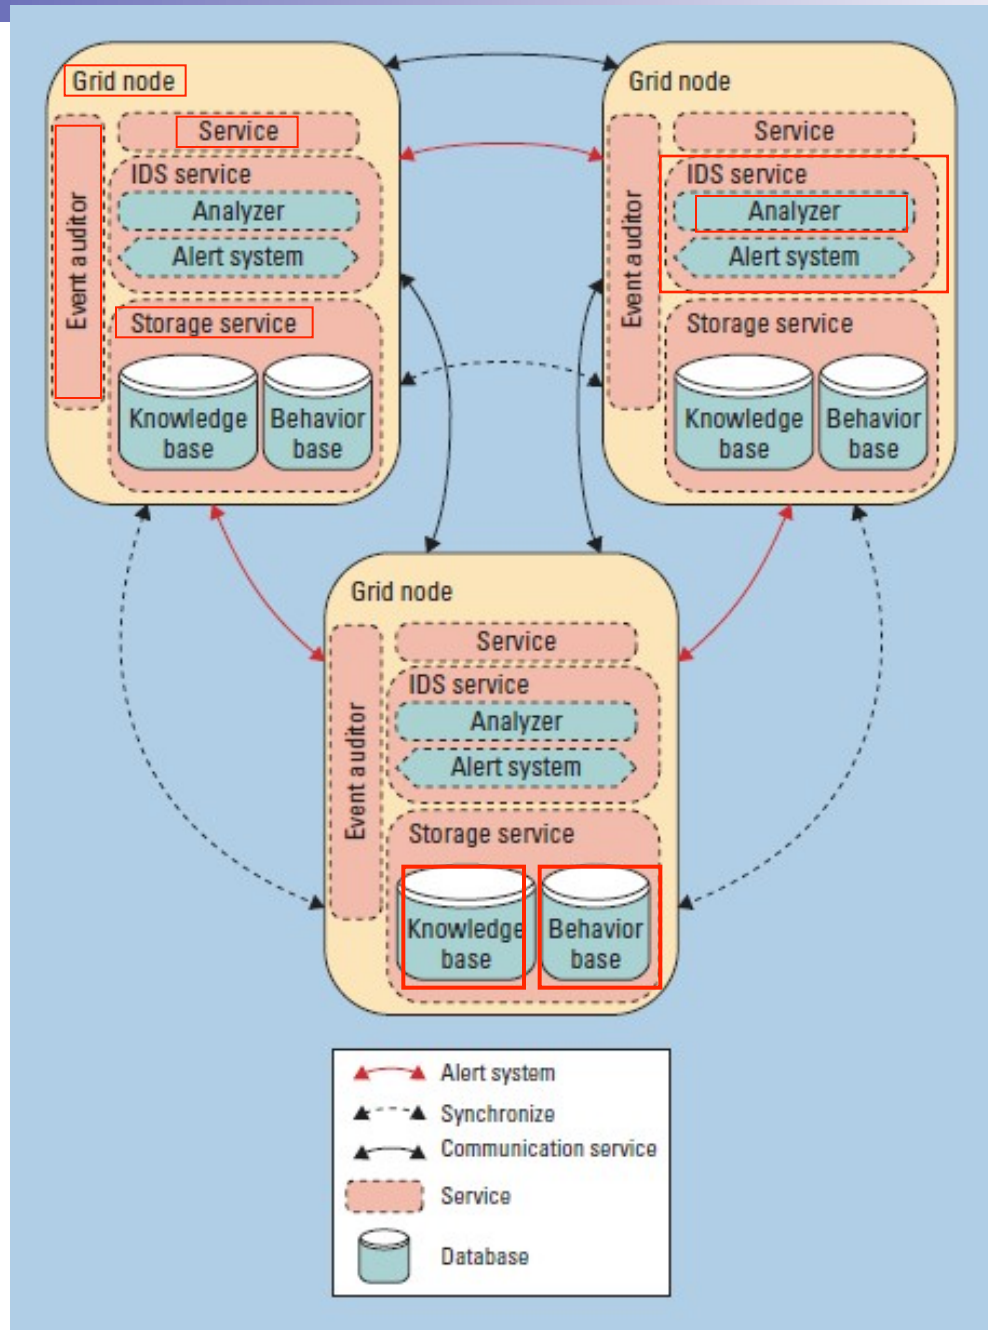 Grid node
Service
IDS service
Analyzer
Alert system
Event auditor
Storage service
Knowledge
base
Behavior
base
Grid node
Service
IDS service
Analyzer
Alert system
Event auditor
Storage service
Knowledge
base
Behavior
base
Grid node
Service
IDS service
Analyzer
Alert system
Event auditor
Storage service
Knowledge
base
Behavior
base
Alert system
Synchronize
Communication service
Service
Database